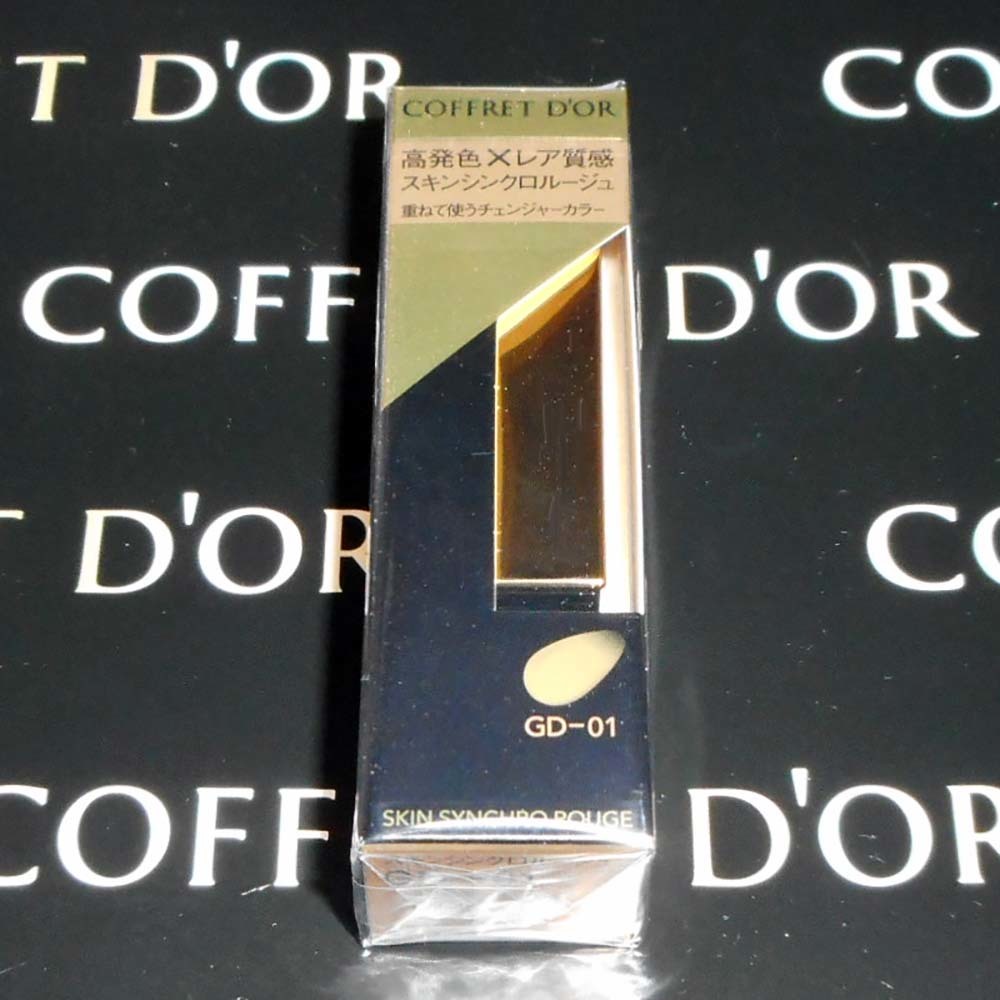 T D'OR
CO
COFFRET D'OR
高発色×レア質感
スキンシンクロルージュ
重ねて使うチェンジャーカラー
COFF
D'OR
T D'OR
CO
GD-01
COFF
D'OR
SKIN SYNCHRO ROUGE